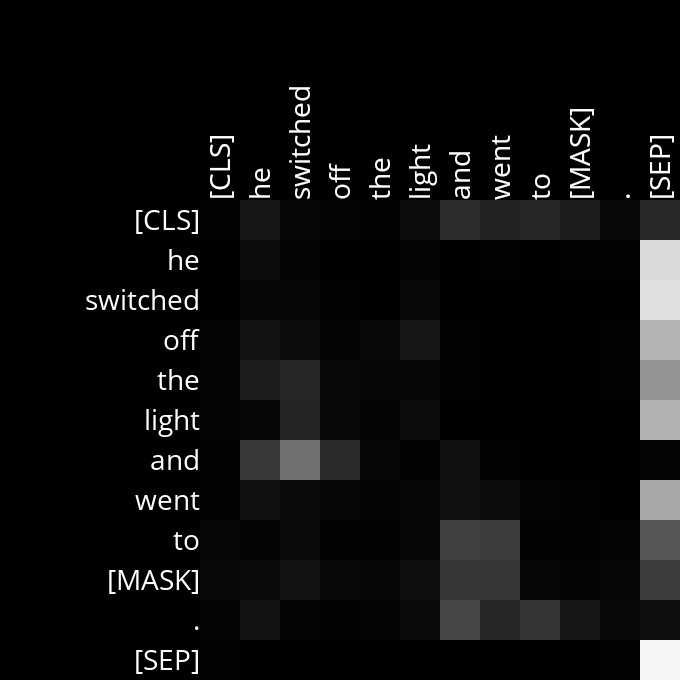 [CLS] he switched off the light and went to [MASK] . [SEP]
[CLS]
he
switched
off
the
light
and
went
to
[MASK]
.
[SEP]